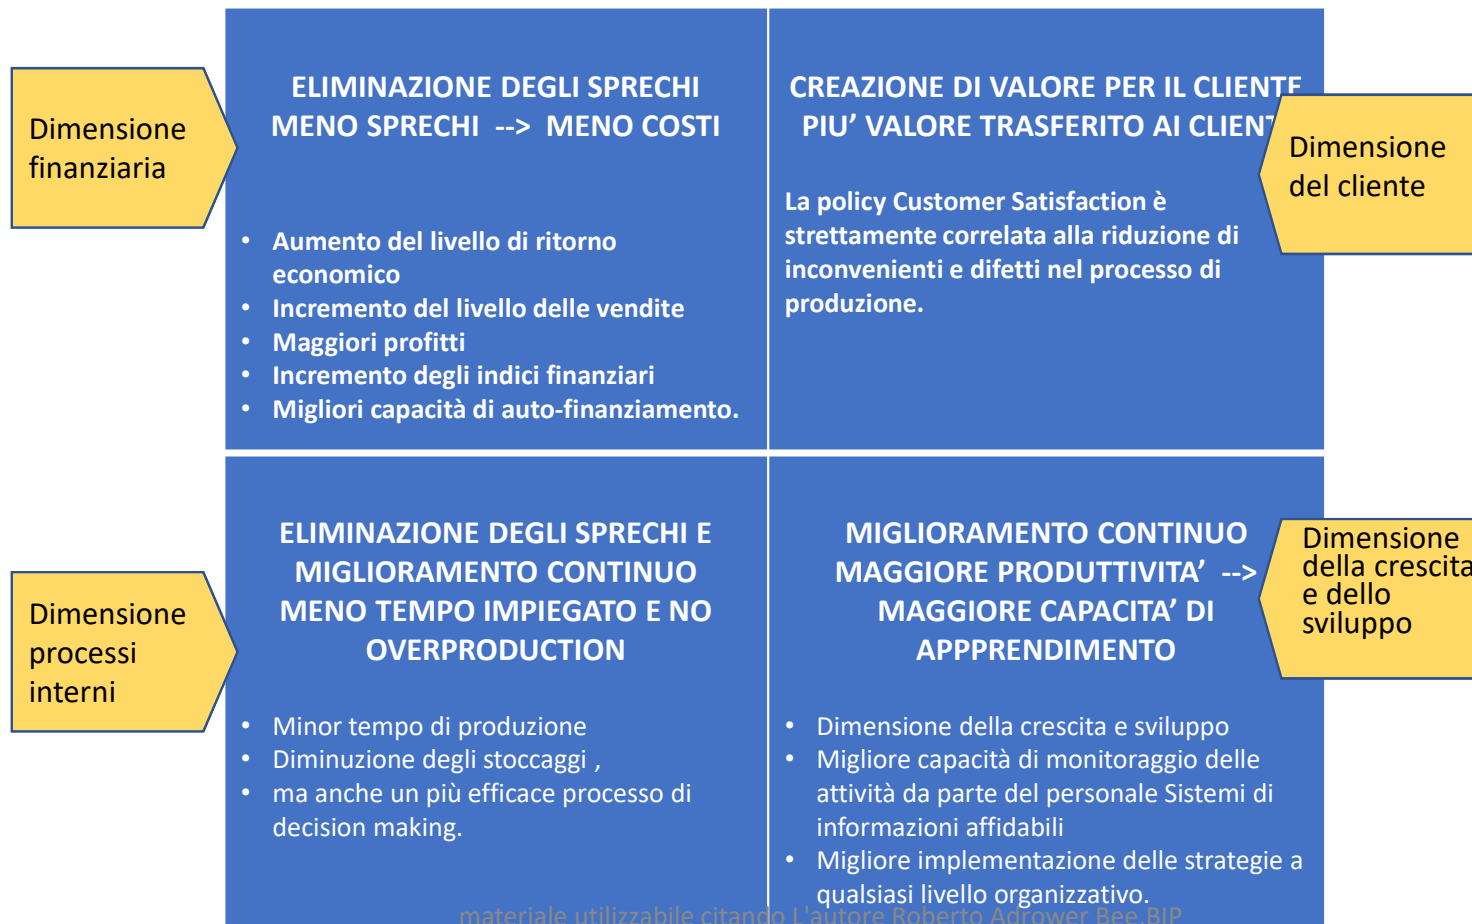 Dimensione
finanziaria
ELIMINAZIONE DEGLI SPRECHI
MENO SPRECHI --> MENO COSTI
• Aumento del livello di ritorno
economico
• Incremento del livello delle vendite
• Maggiori profitti
• Incremento degli indici finanziari
• Migliori capacità di auto-finanziamento.
CREAZIONE DI VALORE PER IL CLIENTE
PIU’ VALORE TRASFERITO AI CLIENT
La policy Customer Satisfaction è
strettamente correlata alla riduzione di
inconvenienti e difetti nel processo di
produzione.
Dimensione
del cliente
Dimensione
processi
interni
ELIMINAZIONE DEGLI SPRECHI E
MIGLIORAMENTO CONTINUO
MENO TEMPO IMPIEGATO E NO
OVERPRODUCTION
• Minor tempo di produzione
• Diminuzione degli stoccaggi ,
• ma anche un più efficace processo di
decision making.
MIGLIORAMENTO CONTINUO
MAGGIORE PRODUTTIVITA’ -->
MAGGIORE CAPACITA’ DI
APPPRENDIMENTO
• Dimensione della crescita e sviluppo
• Migliore capacità di monitoraggio delle
attività da parte del personale Sistemi di
informazioni affidabili
• Migliore implementazione delle strategie a
qualsiasi livello organizzativo.
Dimensione
della crescita
e dello
sviluppo
materiale utilizzabile citando L'autore Roberto Adrower Bee.BIP